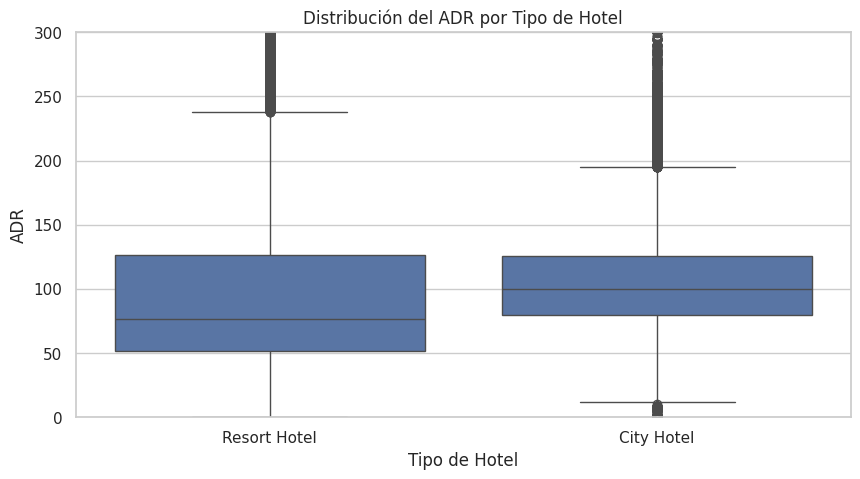 Distribución del ADR por Tipo de Hotel
300
250
200
150
100
50
0
ADR
Resort Hotel
City Hotel
Tipo de Hotel